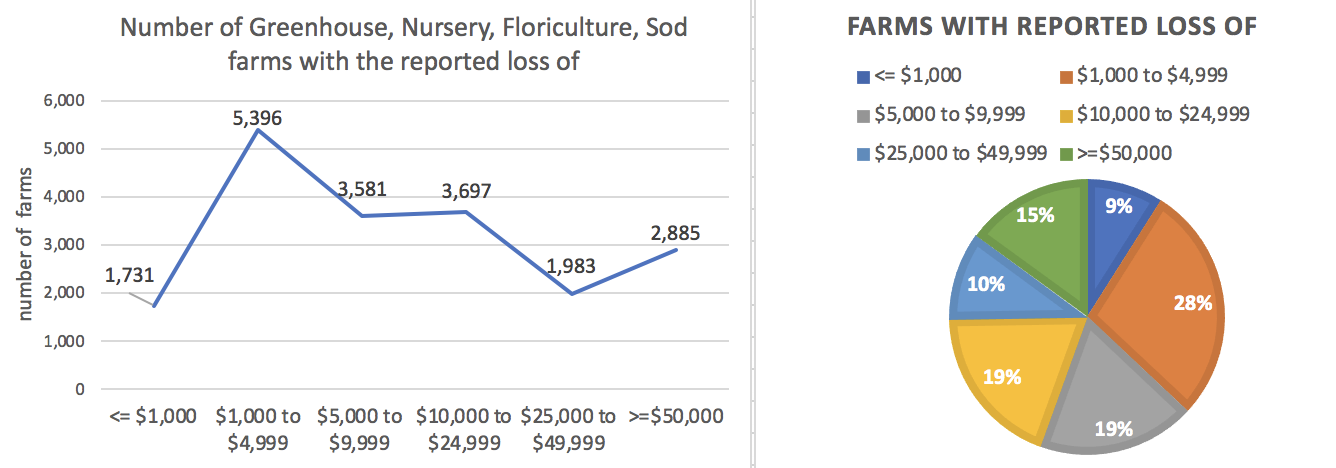 Number of Greenhouse, Nursery, Floriculture, Sod
farms with the reported loss of
number of farms
6,000
5,000
4,000
3,000
2,000
1,000
0
1,731
5,396
3,581
3,697
1,983
2,885
<= $1,000
$1,000 to
$4,999
$5,000 to
$9,999
$10,000 to
$24,999
$25,000 to
$49,999
>=$50,000
FARMS WITH REPORTED LOSS OF
<= $1,000
$1,000 to $4,999
$5,000 to $9,999
$10,000 to $24,999
$25,000 to $49,999
>=$50,000
9%
28%
19%
19%
10%
15%